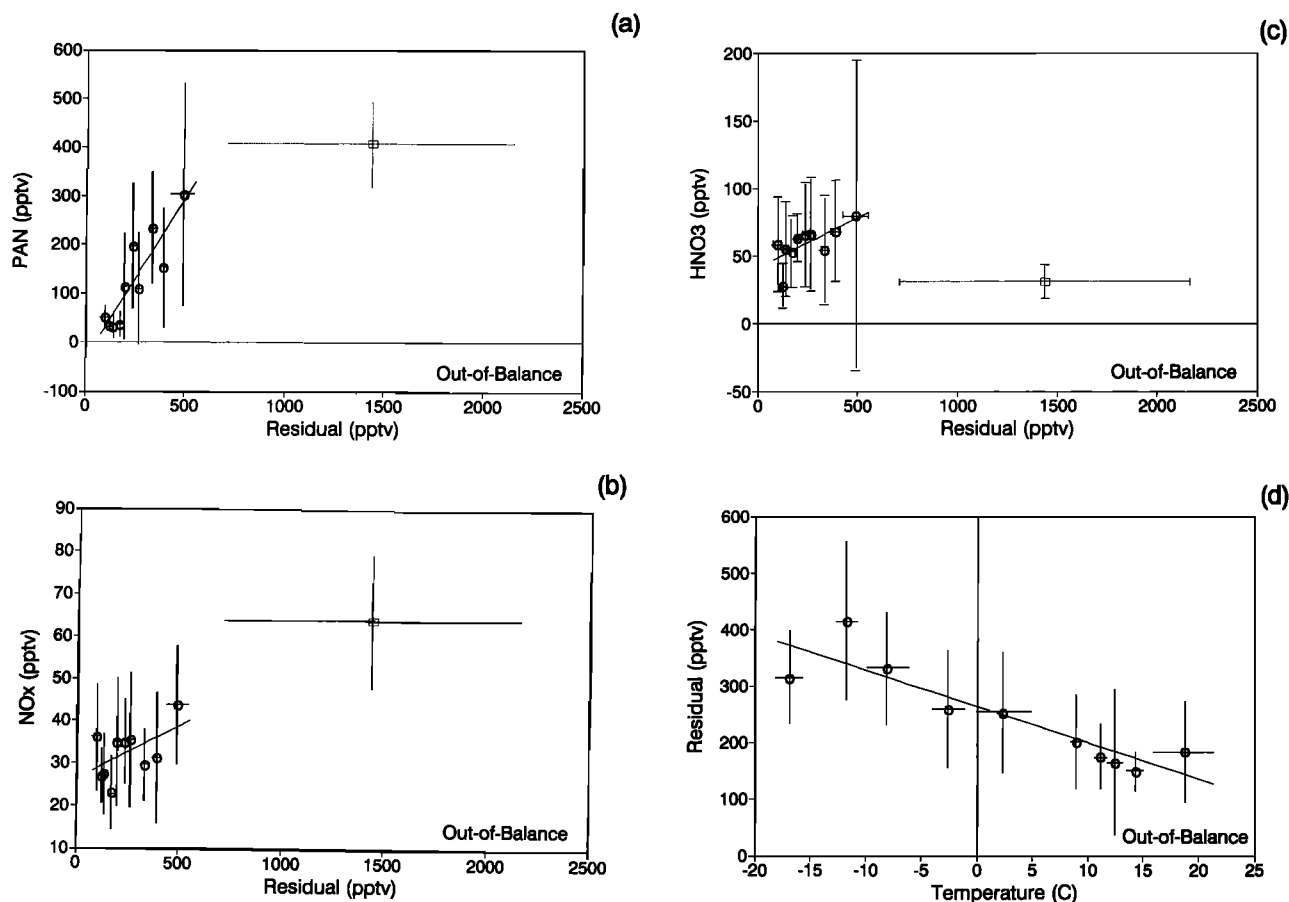 (a)
600
500
400
300
200
100
0
-100
PAN (pptv)
Out-of-Balance
0 500 1000 1500 2000 2500
Residual (pptv)
(c)
200
150
100
50
0
-50
HNO3 (pptv)
Out-of-Balance
0 500 1000 1500 2000 2500
Residual (pptv)
(b)
90
80
70
60
50
40
30
20
10
NOx (pptv)
Out-of-Balance
0 500 1000 1500 2000 2500
Residual (pptv)
(d)
600
500
400
300
200
100
0
Residual (pptv)
Out-of-Balance
-20 -15 -10 -5 0 5 10 15 20 25
Temperature (C)